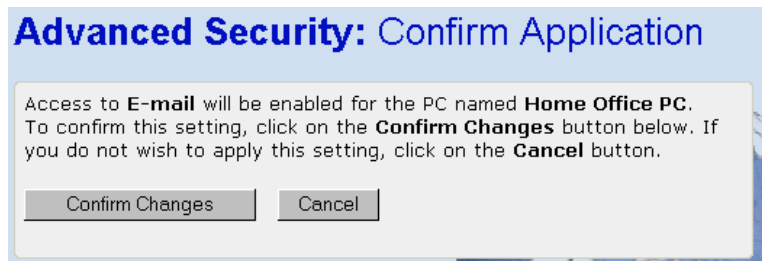 Advanced Security: Confirm Application
Access to E-mail will be enabled for the PC named Home Office PC.
To confirm this setting, click on the Confirm Changes button below. If
you do not wish to apply this setting, click on the Cancel button.
Confirm Changes Cancel